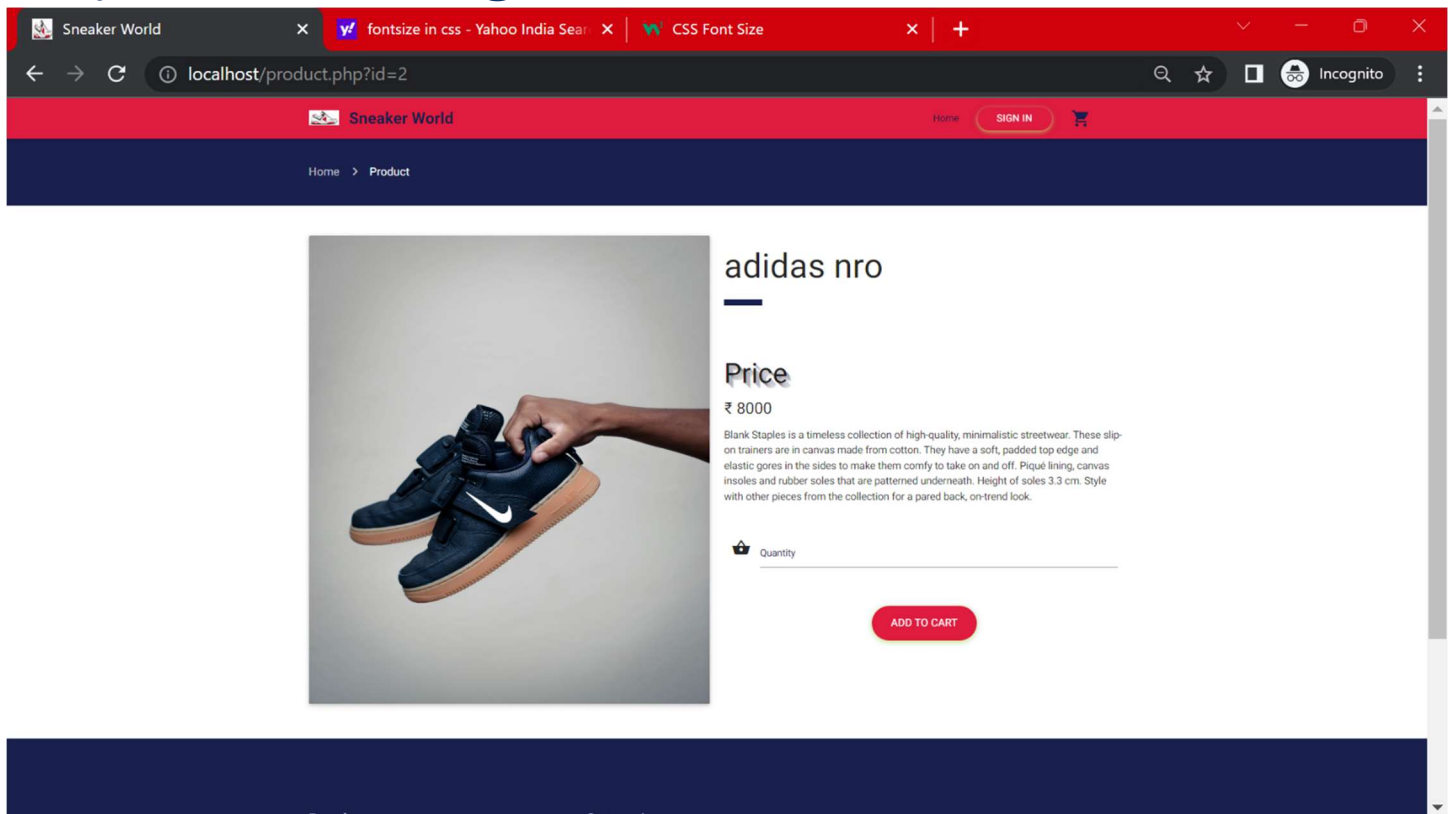 Sneaker World
fontsize in css - Yahoo India Sear
CSS Font Size
localhost/product.php?id=2
Incognito
Sneaker World
Home
SIGN IN
Home > Product
adidas nro
Price
₹ 8000
Blank Staples is a timeless collection of high-quality, minimalistic streetwear. These slip-
on trainers are in canvas made from cotton. They have a soft, padded top edge and
elastic gores in the sides to make them comfy to take on and off. Piqué lining, canvas
insoles and rubber soles that are patterned underneath. Height of soles 3.3 cm. Style
with other pieces from the collection for a pared back, on-trend look.
Quantity
ADD TO CART